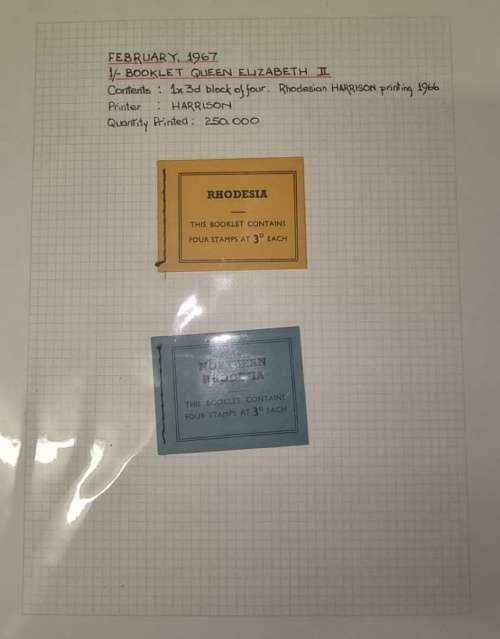 FEBRUARY, 1967
1/- BOOKLET QUEEN ELIZABETH II
Contents : 1x 3d block of four. Rhodesian HARRISON printing 1966
Printer : HARRISON
Quantity Printed : 250.000
RHODESIA
THIS BOOKLET CONTAINS
FOUR STAMPS AT 3D EACH
NORTHERN
RHODESIA
THIS BOOKLET CONTAINS
FOUR STAMPS AT 3D EACH